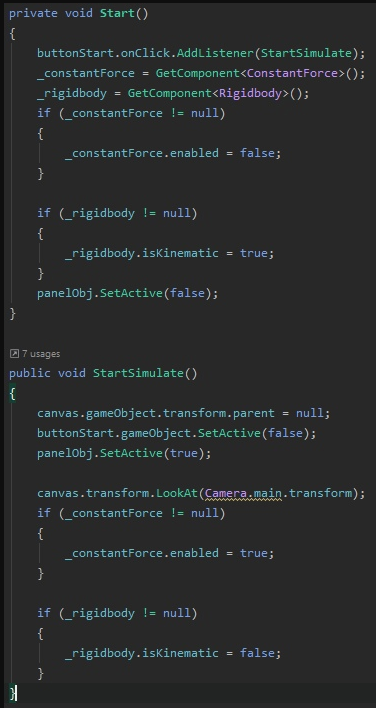 private void Start()
{
    buttonStart.onClick.AddListener(StartSimulate);
    _constantForce = GetComponent<ConstantForce>();
    _rigidbody = GetComponent<Rigidbody>();
    if (_constantForce != null)
    {
        _constantForce.enabled = false;
    }

    if (_rigidbody != null)
    {
        _rigidbody.isKinematic = true;
    }
    panelObj.SetActive(false);
}

7 usages
public void StartSimulate()
{
    canvas.gameObject.transform.parent = null;
    buttonStart.gameObject.SetActive(false);
    panelObj.SetActive(true);

    canvas.transform.LookAt(Camera.main.transform);
    if (_constantForce != null)
    {
        _constantForce.enabled = true;
    }

    if (_rigidbody != null)
    {
        _rigidbody.isKinematic = false;
    }
}